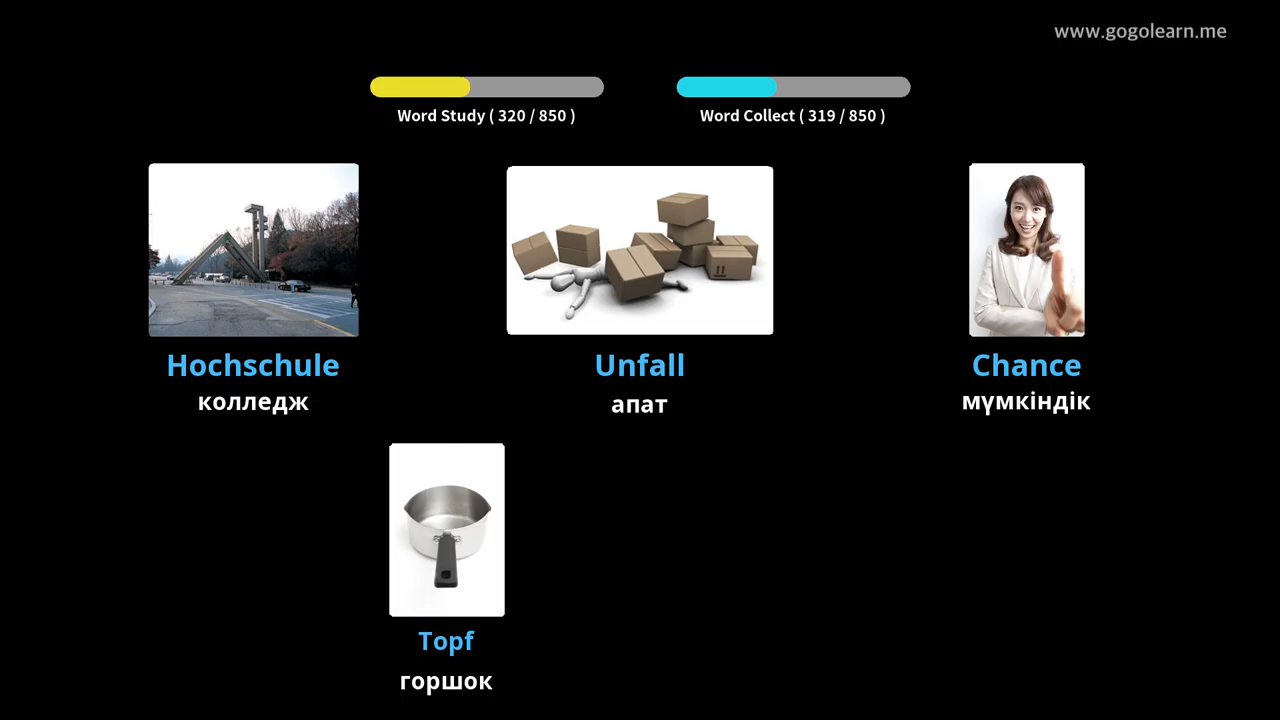 www.gogolearn.me
Word Study ( 320 / 850 )
Word Collect ( 319 / 850 )
Hochschule
колледж
Unfall
апат
Chance
мүмкіндік
Topf
горшок